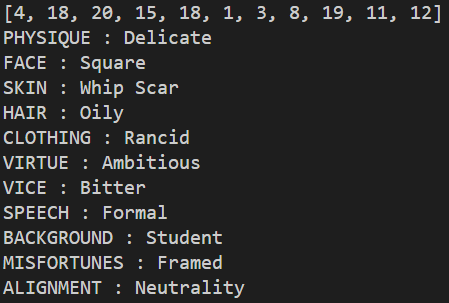 [4, 18, 20, 15, 18, 1, 3, 8, 19, 11, 12]
PHYSIQUE : Delicate
FACE : Square
SKIN : Whip Scar
HAIR : Oily
CLOTHING : Rancid
VIRTUE : Ambitious
VICE : Bitter
SPEECH : Formal
BACKGROUND : Student
MISFORTUNES : Framed
ALIGNMENT : Neutrality